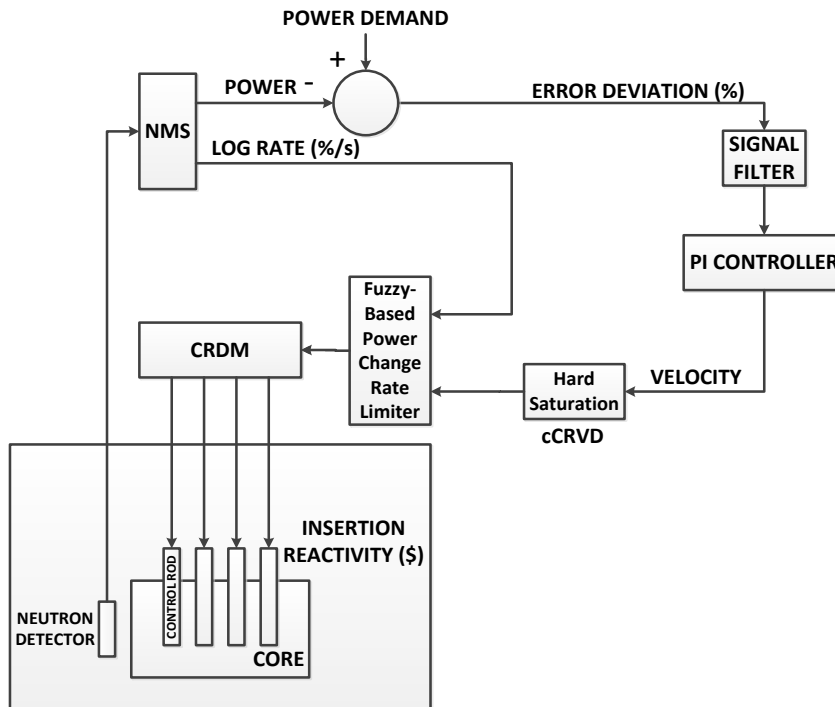 POWER DEMAND
+
POWER -
NMS
ERROR DEVIATION (%)
LOG RATE (%/s)
SIGNAL
FILTER
PI CONTROLLER
Fuzzy-
Based
Power
Change
Rate
Limiter
CRDM
Hard
Saturation
VELOCITY
cCRVD
INSERTION
REACTIVITY ($)
CONTROL ROD
NEUTRON
DETECTOR
CORE